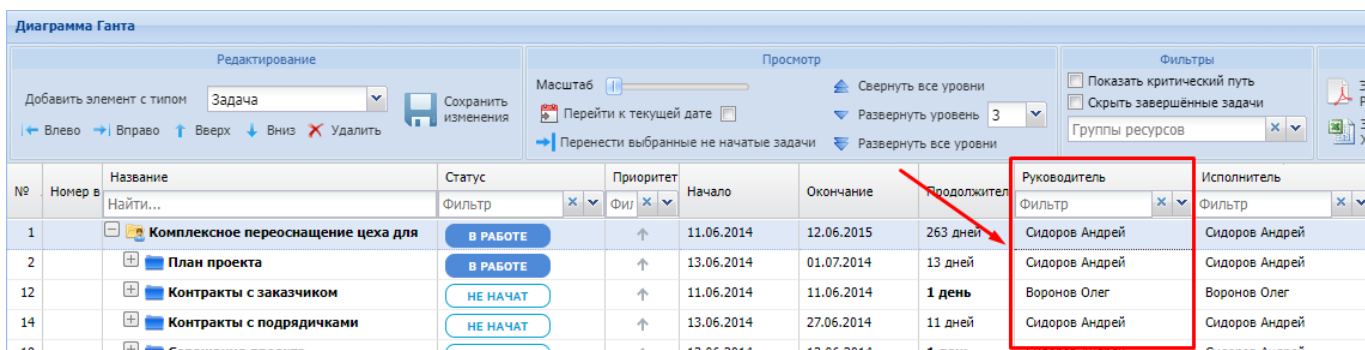 Диаграмма Ганта
Редактирование
Добавить элемент с типом Задача
Влево Вправо Вверх Вниз Удалить
Сохранить
изменения
Просмотр
Масштаб
Перейти к текущей дате
Перенести выбранные не начатые задачи
Свернуть все уровни
Развернуть уровень 3
Развернуть все уровни
Фильтры
Показать критический путь
Скрыть завершённые задачи
Группы ресурсов
№ Номер в Название Статус Приоритет Начало Окончание Продолжител Руководитель Исполнитель
Найти... Фильтр Фил Фильтр Фильтр
1 Комплексное переоснащение цеха для В РАБОТЕ 11.06.2014 12.06.2015 263 дней Сидоров Андрей Сидоров Андрей
2 План проекта В РАБОТЕ 13.06.2014 01.07.2014 13 дней Сидоров Андрей Сидоров Андрей
12 Контракты с заказчиком НЕ НАЧАТ 11.06.2014 11.06.2014 1 день Воронов Олег Воронов Олег
14 Контракты с подрядичками НЕ НАЧАТ 13.06.2014 27.06.2014 11 дней Сидоров Андрей Сидоров Андрей